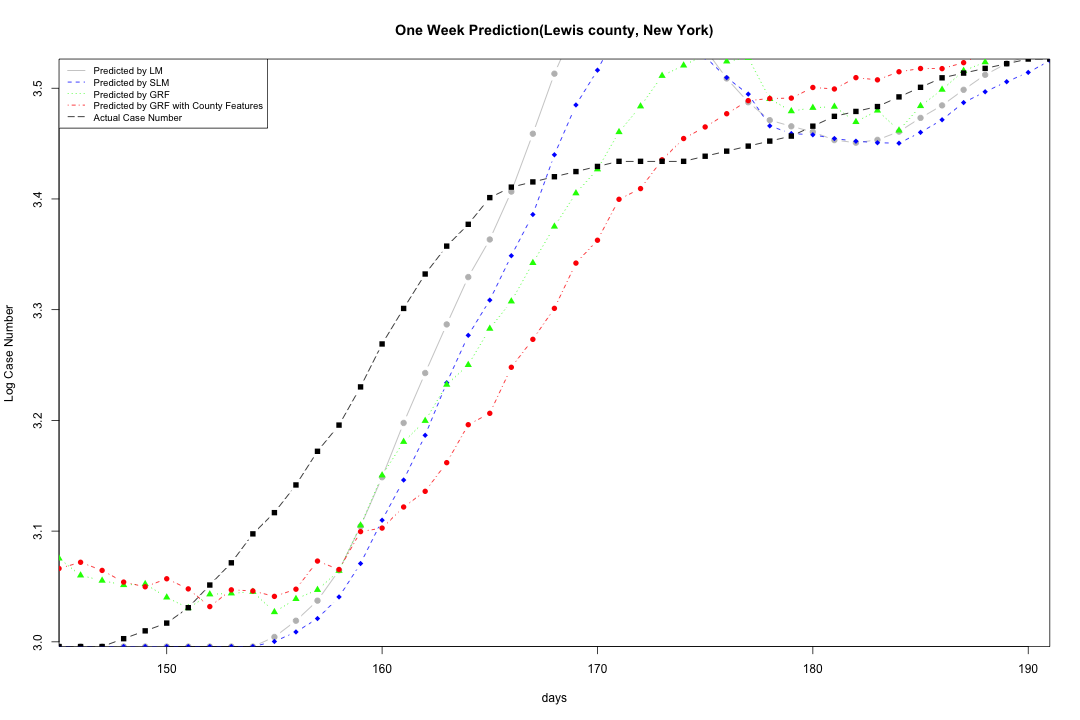 One Week Prediction(Lewis county, New York)
Predicted by LM
Predicted by SLM
Predicted by GRF
Predicted by GRF with County Features
Actual Case Number
3.5
3.4
3.3
3.2
3.1
3.0
Log Case Number
150 160 170 180 190
days